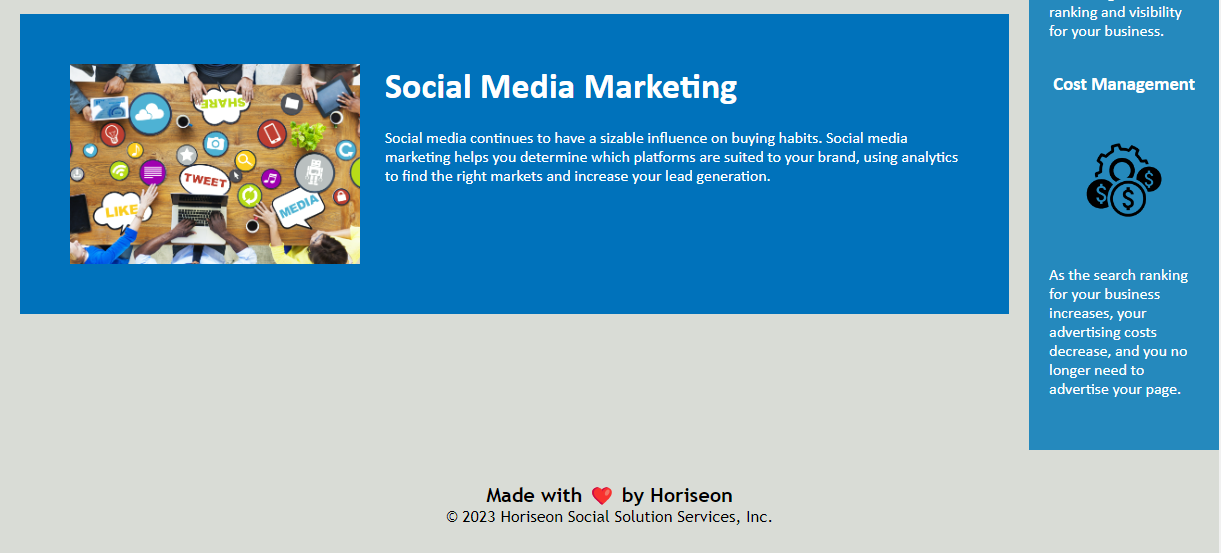 SHARE
TWEET
LIKE
MEDIA
Social Media Marketing
Social media continues to have a sizable influence on buying habits. Social media
marketing helps you determine which platforms are suited to your brand, using analytics
to find the right markets and increase your lead generation.
ranking and visibility
for your business.
Cost Management
$ $ $
As the search ranking
for your business
increases, your
advertising costs
decrease, and you no
longer need to
advertise your page.
Made with ❤️ by Horiseon
© 2023 Horiseon Social Solution Services, Inc.